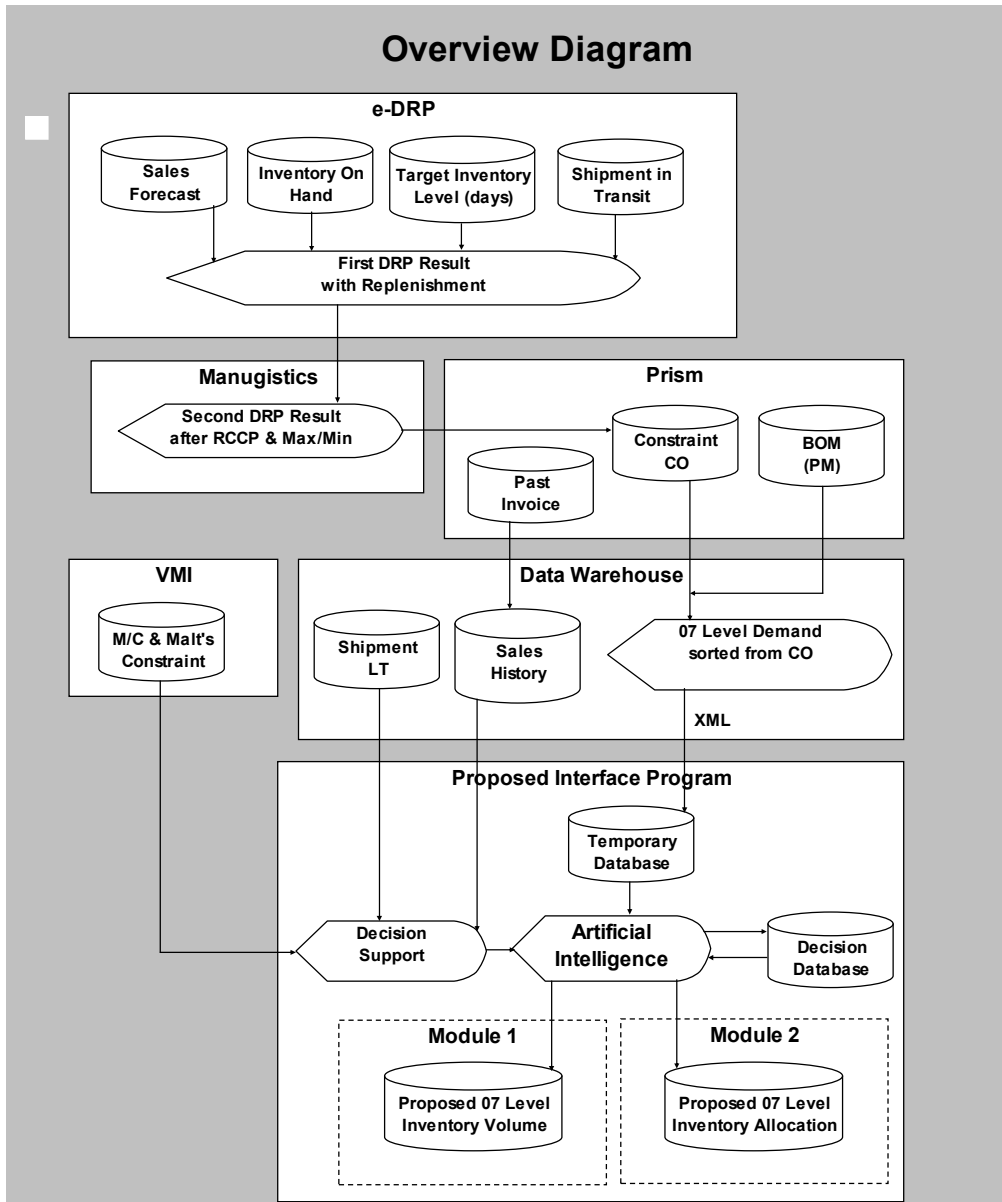 Overview Diagram
e-DRP
Sales
Forecast
Inventory On
Hand
Target Inventory
Level (days)
Shipment in
Transit
First DRP Result
with Replenishment
Manugistics
Second DRP Result
after RCCP & Max/Min
Prism
Past
Invoice
Constraint
CO
BOM
(PM)
VMI
M/C & Malt's
Constraint
Data Warehouse
Shipment
LT
Sales
History
07 Level Demand
sorted from CO
XML
Proposed Interface Program
Temporary
Database
Decision
Support
Artificial
Intelligence
Decision
Database
Module 1
Proposed 07 Level
Inventory Volume
Module 2
Proposed 07 Level
Inventory Allocation